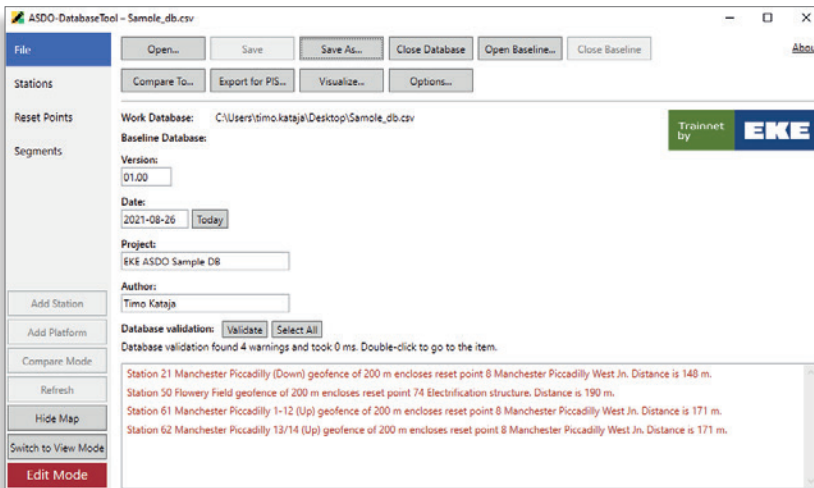 ASDO-DatabaseTool – Samole_db.csv
File
Open...
Save
Save As...
Close Database
Open Baseline...
Close Baseline
Abou
Stations
Compare To...
Export for PIS...
Visualize...
Options...
Reset Points
Segments
Work Database: C:\Users\timo.kataja\Desktop\Samole_db.csv
Baseline Database:
Trainnet
by
EKE
Version:
01.00
Date:
2021-08-26
Today
Project:
EKE ASDO Sample DB
Author:
Timo Kataja
Database validation:
Validate
Select All
Database validation found 4 warnings and took 0 ms. Double-click to go to the item.
Station 21 Manchester Piccadilly (Down) geofence of 200 m encloses reset point 8 Manchester Piccadilly West Jn. Distance is 148 m.
Station 50 Flowery Field geofence of 200 m encloses reset point 74 Electrification structure. Distance is 190 m.
Station 61 Manchester Piccadilly 1-12 (Up) geofence of 200 m encloses reset point 8 Manchester Piccadilly West Jn. Distance is 171 m.
Station 62 Manchester Piccadilly 13/14 (Up) geofence of 200 m encloses reset point 8 Manchester Piccadilly West Jn. Distance is 171 m.
Add Station
Add Platform
Compare Mode
Refresh
Hide Map
Switch to View Mode
Edit Mode